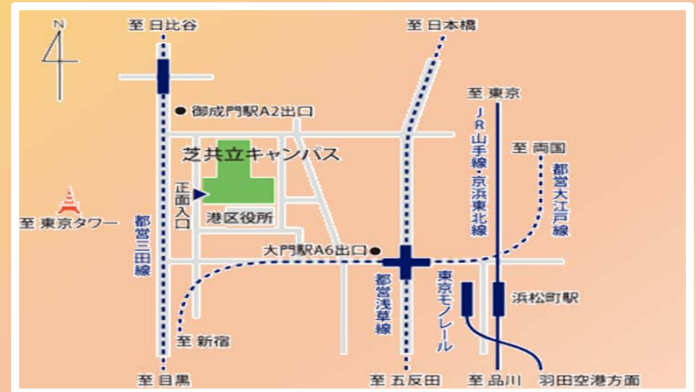 N
至 日比谷
至 日本橋
至 東京
御成門駅A2出口
芝共立キャンパス
JR山手線・京浜東北線
至 両国
都営大江戸線
正面入口
港区役所
至 東京タワー
都営三田線
大門駅A6出口
都営浅草線
東京モノレール
浜松町駅
至 新宿
至 目黒
至 五反田
至 品川
羽田空港方面